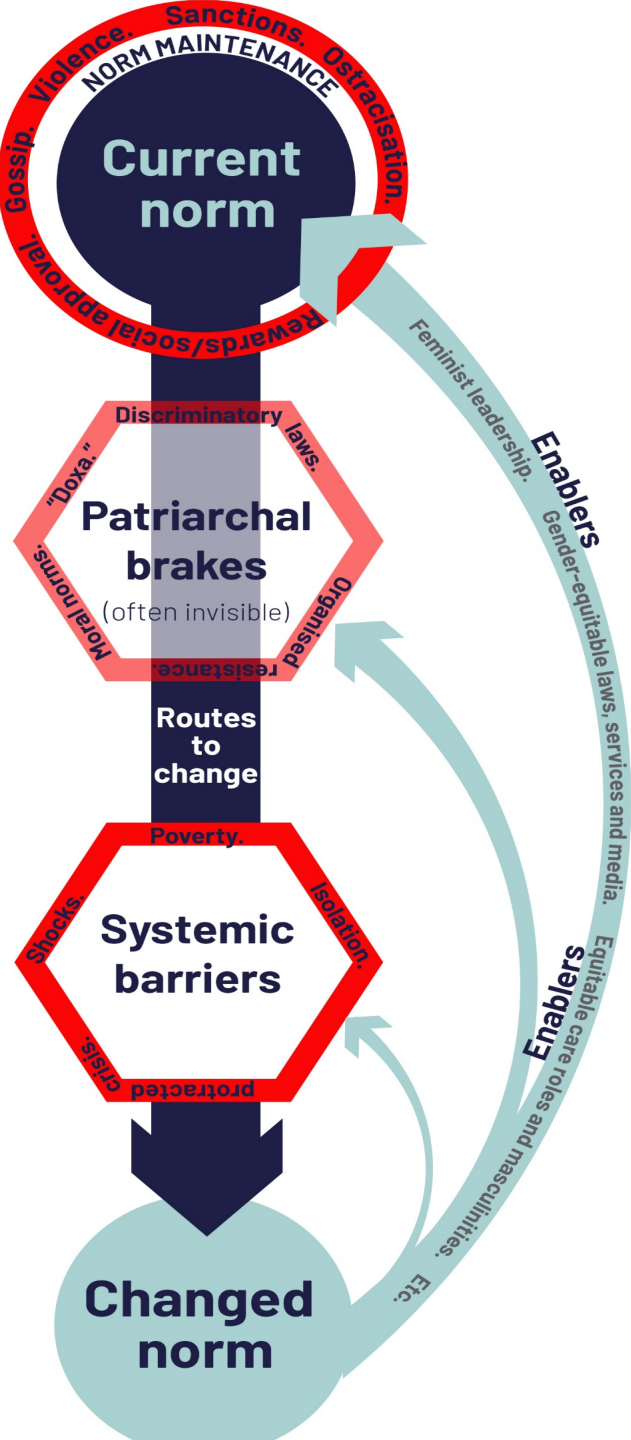 Gossip. Violence. Sanctions. Ostracisation.
Rewards/social approval.
NORM MAINTENANCE
Current
norm
"Doxa."
Discriminatory
laws.
Patriarchal
brakes
(often invisible)
Organised
resistance.
Moral norms.
Routes
to
change
Shocks.
Poverty.
Isolation.
Systemic
barriers
protracted
crisis.
Changed
norm
Enablers
Feminist leadership.
Gender-equitable laws, services and media.
Enablers
Equitable care roles and masculinities.
Etc.